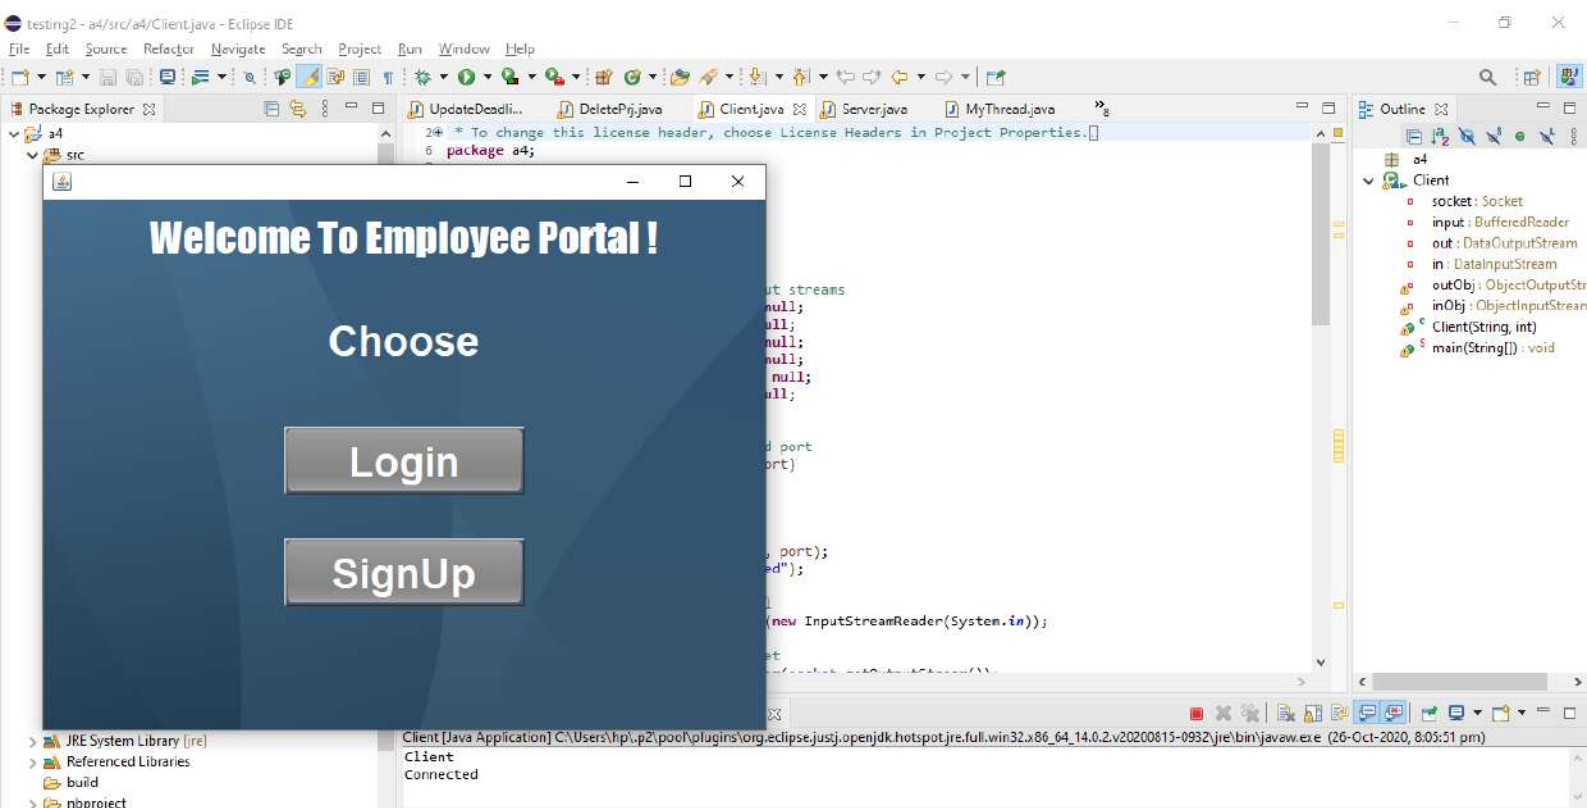 testing2 - a4/src/a4/Client.java - Eclipse IDE
File Edit Source Refactor Navigate Search Project Run Window Help
Package Explorer
UpdateDeadli... DeletePrj.java Client.java Server.java MyThread.java »8
Outline
a4
src
2 * To change this license header, choose License Headers in Project Properties.
6 package a4;
Welcome To Employee Portal !
Choose
Login
SignUp
ut streams
null;
ull;
null;
null;
null;
ull;
d port
ort)
, port);
ed");
(new InputStreamReader(System.in));
et
a4
Client
socket : Socket
input : BufferedReader
out : DataOutputStream
in : DataInputStream
outObj : ObjectOutputStr
inObj : ObjectInputStrean
Client(String, int)
main(String[]) : void
JRE System Library [jre]
Referenced Libraries
build
nbproject
Client [Java Application] C:\Users\hp\.p2\pool\plugins\org.eclipse.justj.openjdk.hotspot.jre.full.win32.x86_64_14.0.2.v20200815-0932\jre\bin\javaw.exe (26-Oct-2020, 8:05:51 pm)
Client
Connected